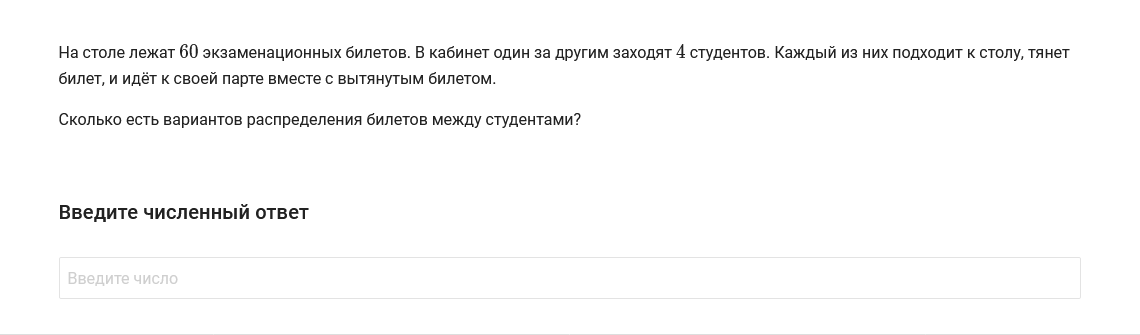 На столе лежат 60 экзаменационных билетов. В кабинет один за другим заходят 4 студентов. Каждый из них подходит к столу, тянет
билет, и идёт к своей парте вместе с вытянутым билетом.
Сколько есть вариантов распределения билетов между студентами?
Введите численный ответ
Введите число